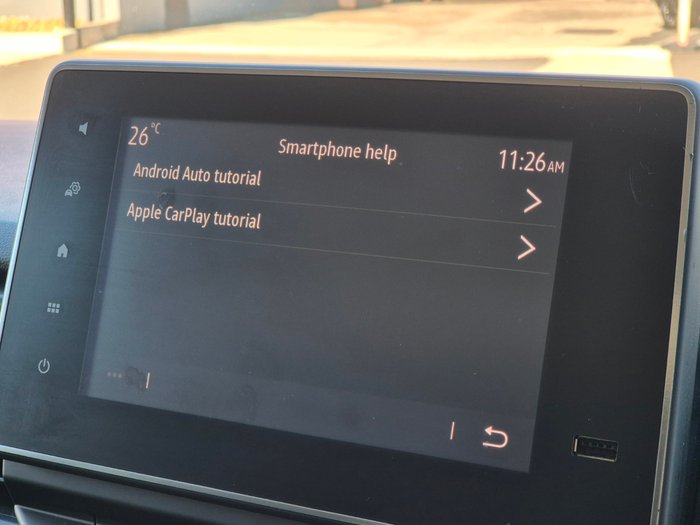 26°C
Smartphone help
11:26AM
Android Auto tutorial
Apple CarPlay tutorial